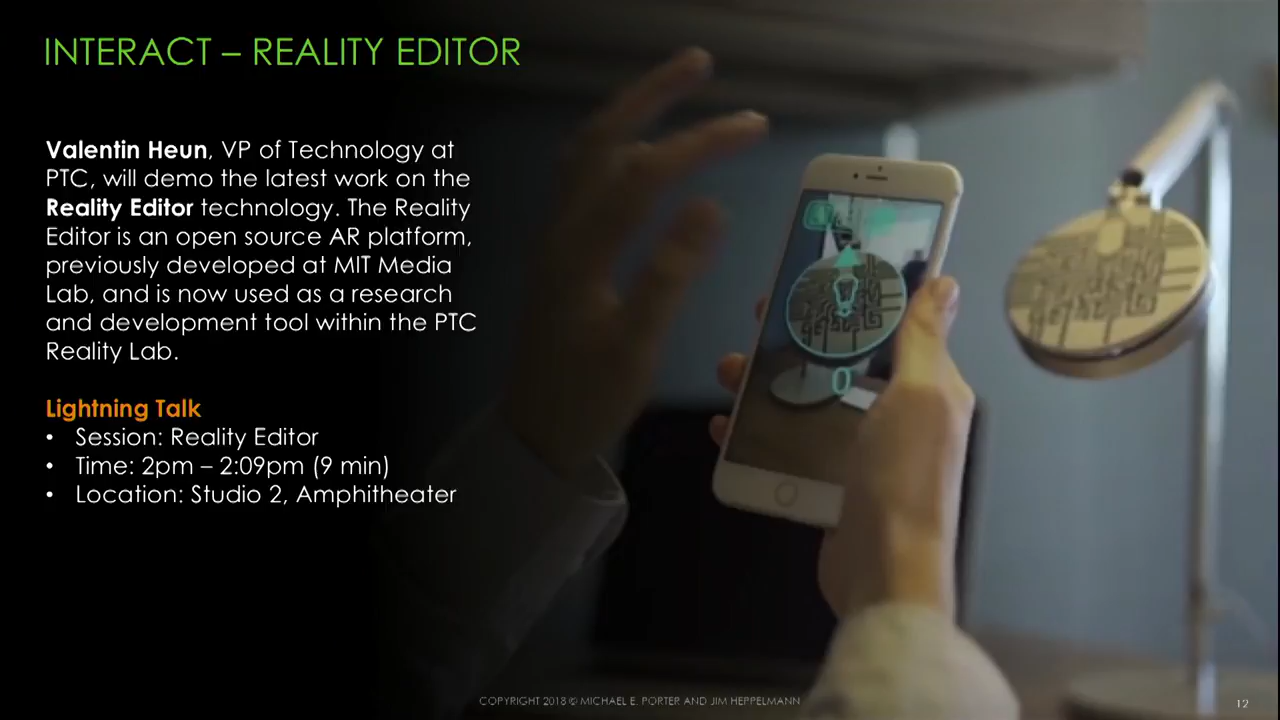 INTERACT – REALITY EDITOR
Valentin Heun, VP of Technology at
PTC, will demo the latest work on the
Reality Editor technology. The Reality
Editor is an open source AR platform,
previously developed at MIT Media
Lab, and is now used as a research
and development tool within the PTC
Reality Lab.
Lightning Talk
• Session: Reality Editor
• Time: 2pm – 2:09pm (9 min)
• Location: Studio 2, Amphitheater
0
COPYRIGHT 2018 © MICHAEL E. PORTER AND JIM HEPPELMANN
12